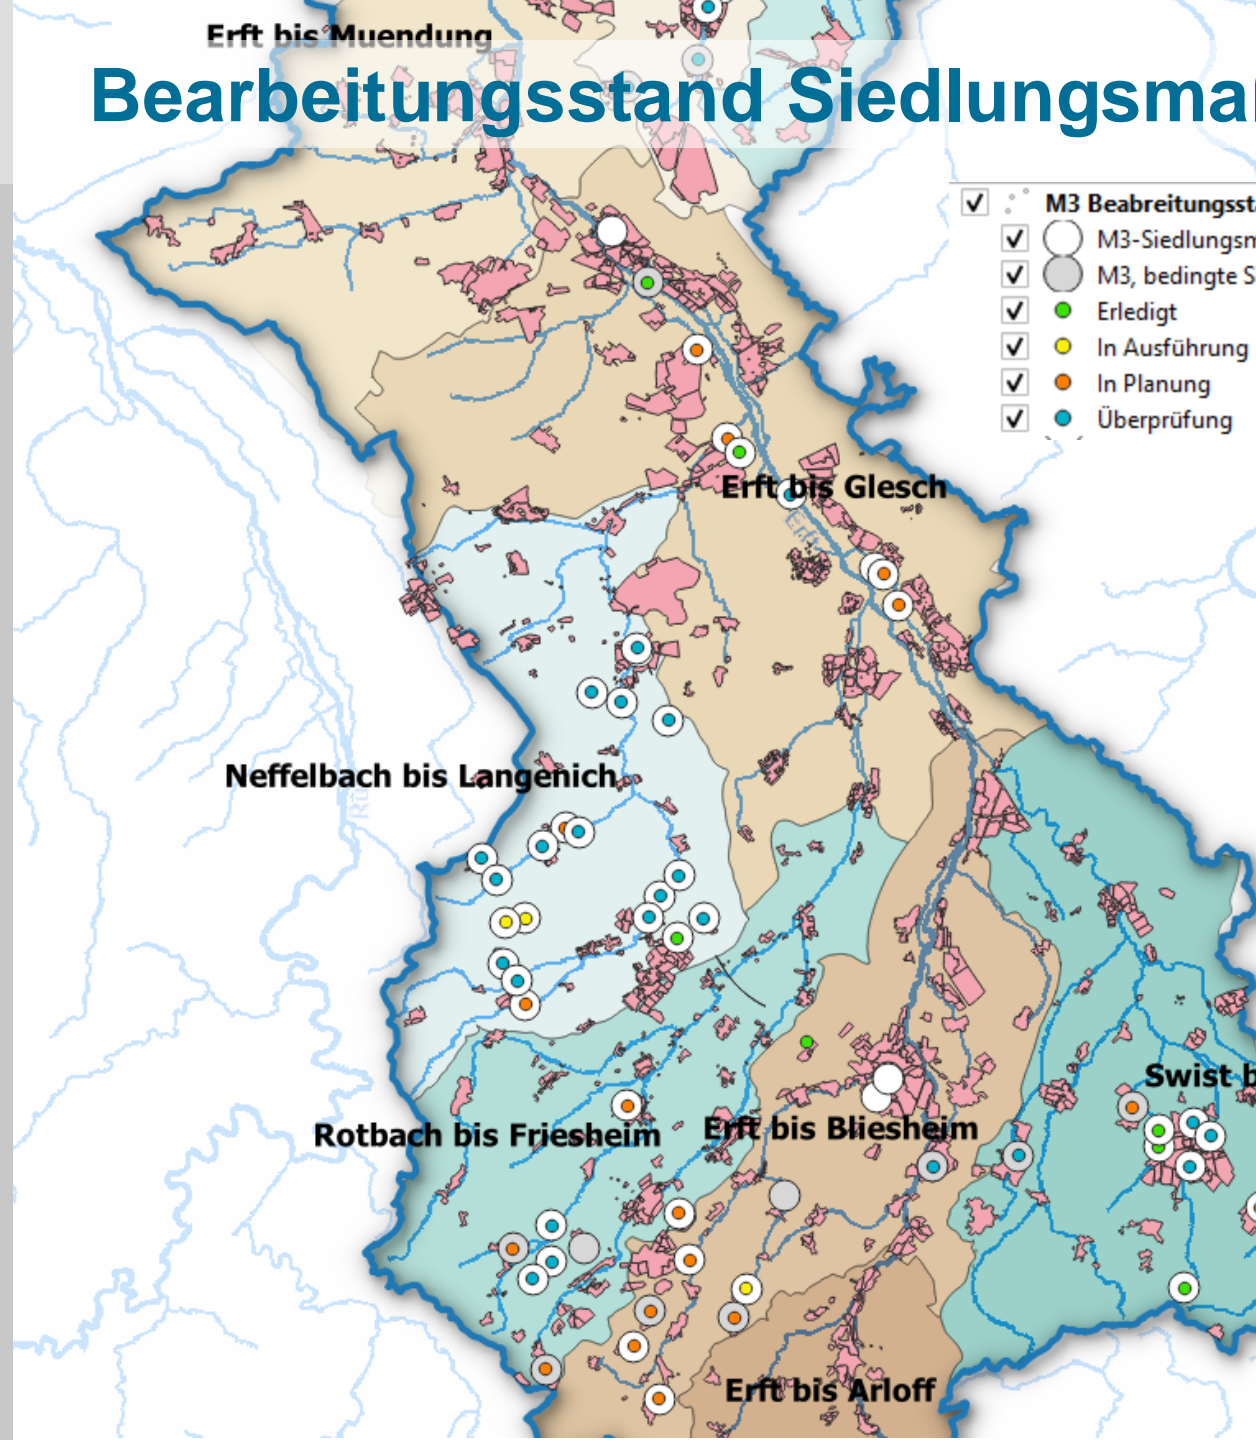 Erft bis Muendung
Bearbeitungsstand Siedlungsma
M3 Beabreitungsst
M3-Siedlungsm
M3, bedingte S
Erledigt
In Ausführung
In Planung
Überprüfung
Erft bis Glesch
Erft
Neffelbach bis Langenich
Swist b
Rotbach bis Friesheim
Erft bis Bliesheim
Erft bis Arloff